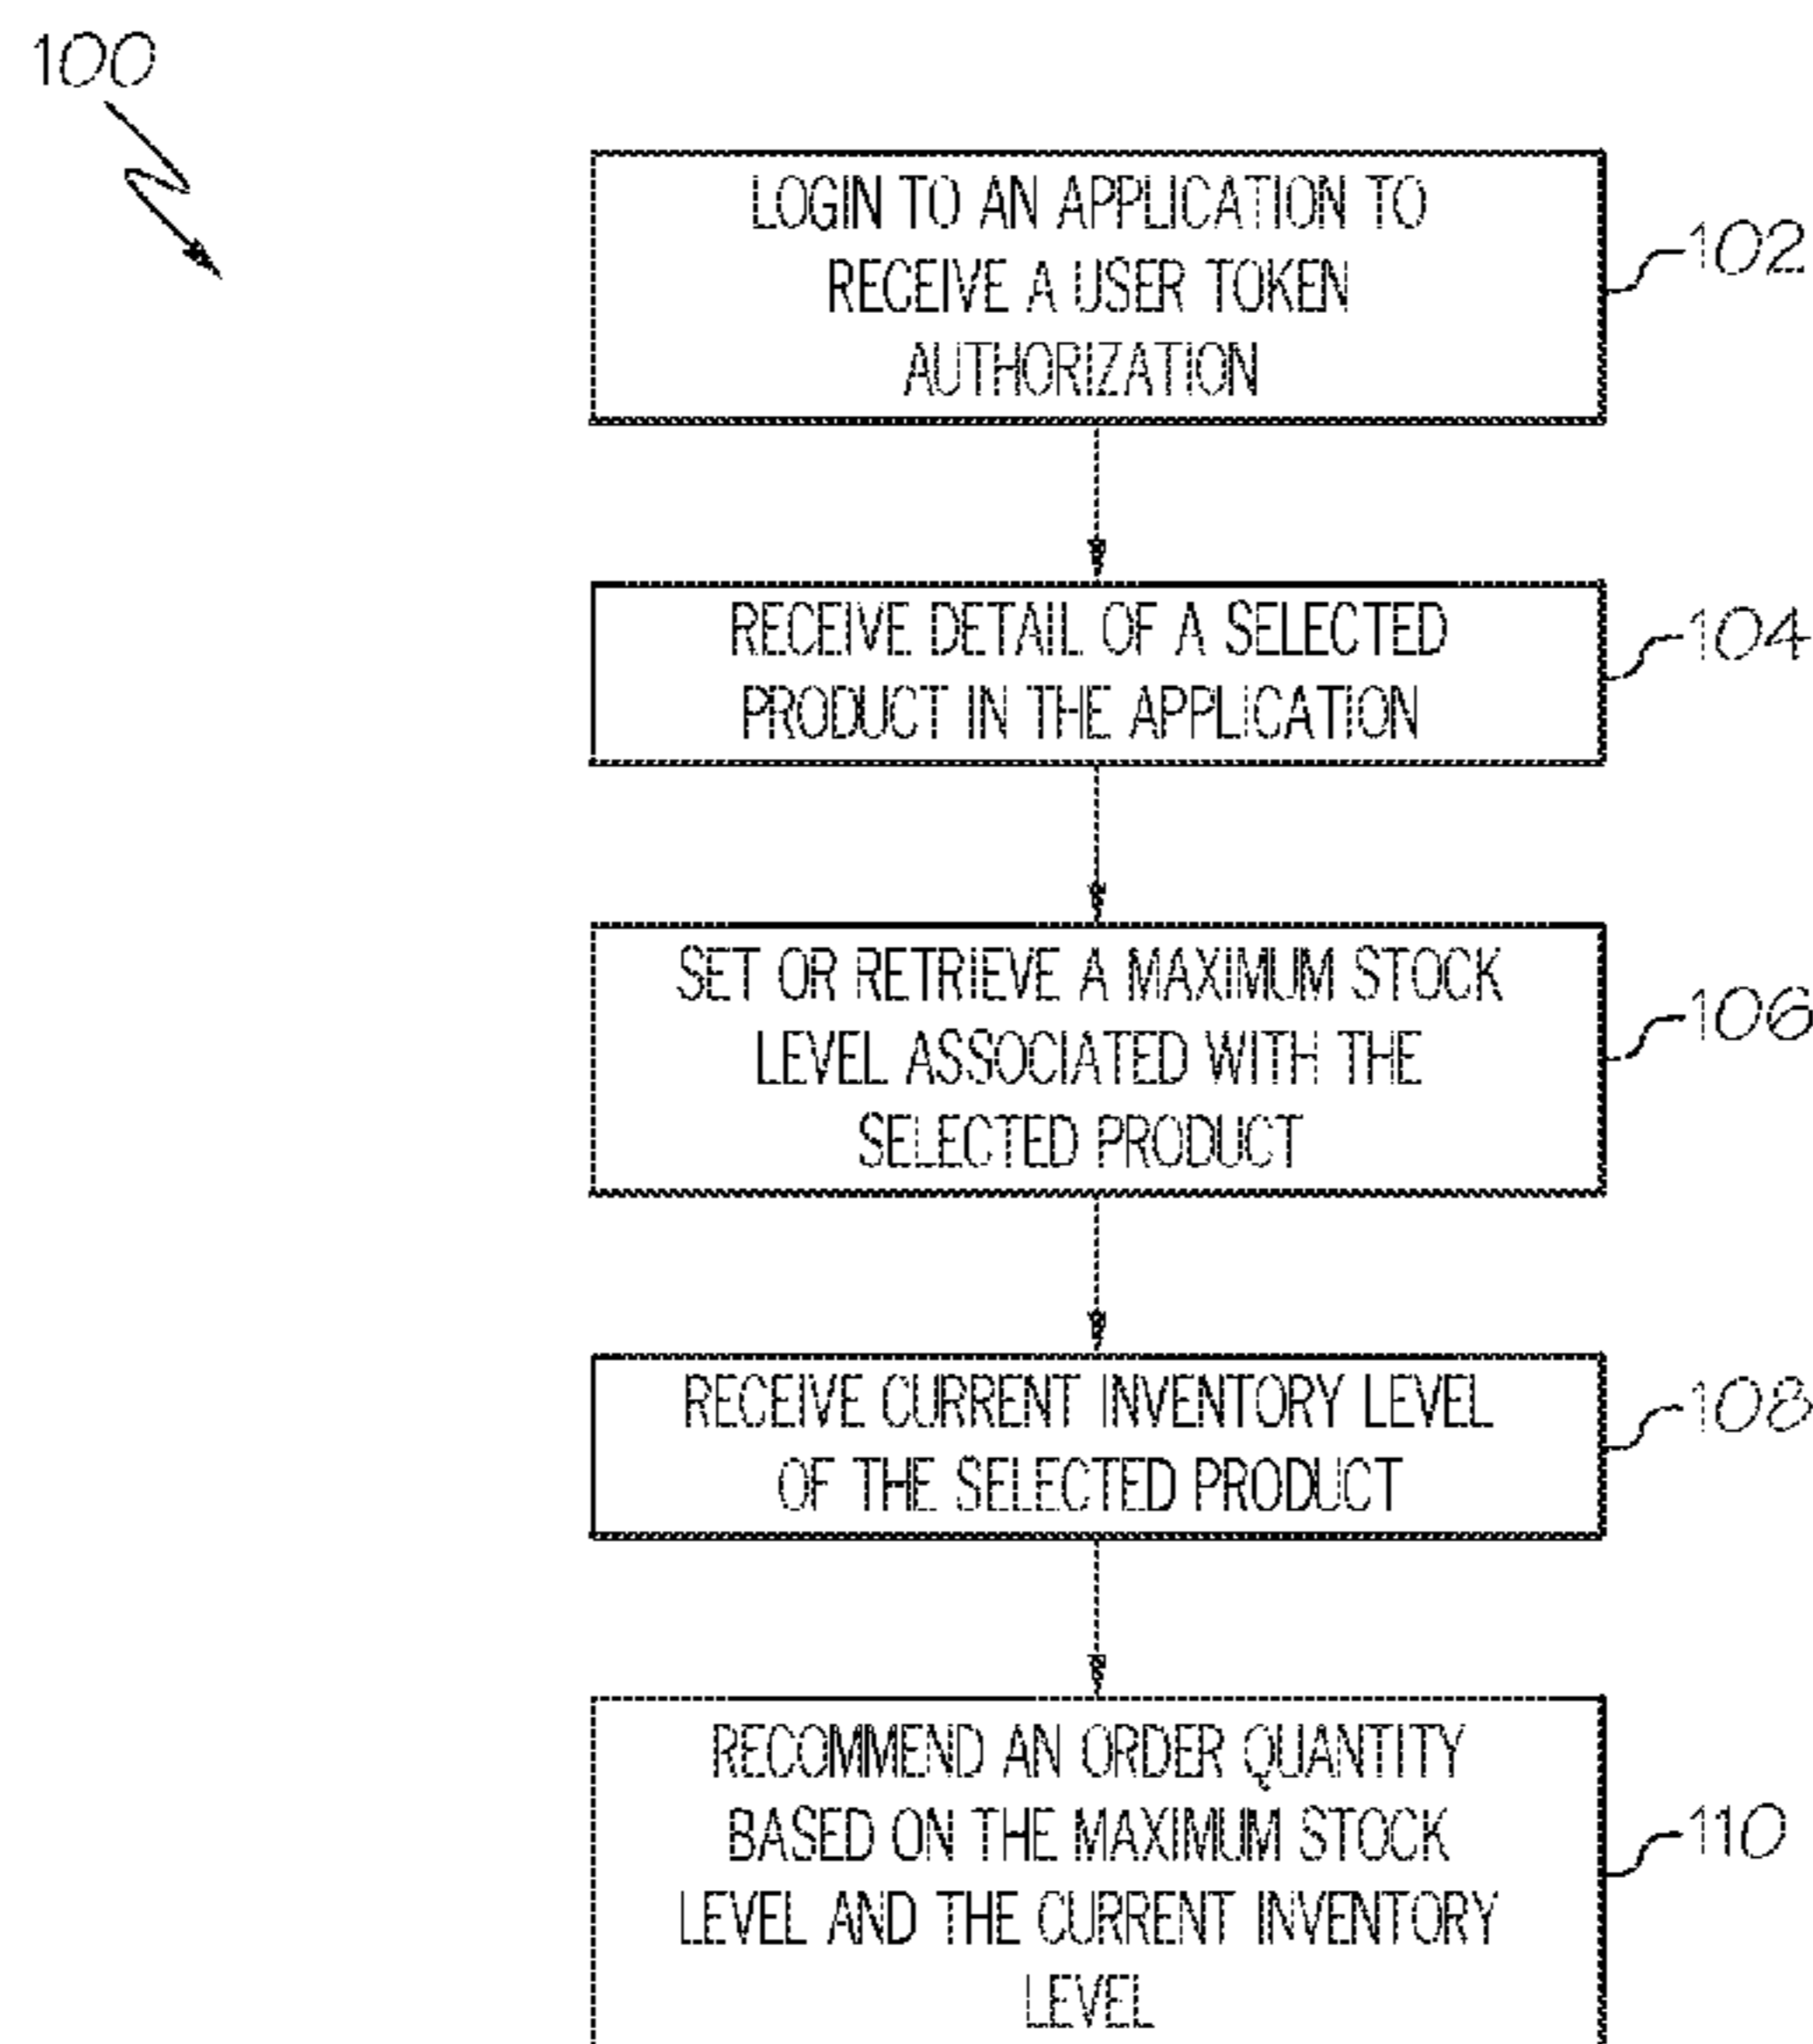 100
LOGIN TO AN APPLICATION TO
RECEIVE A USER TOKEN
AUTHORIZATION
102
RECEIVE DETAIL OF A SELECTED
PRODUCT IN THE APPLICATION
104
SET OR RETRIEVE A MAXIMUM STOCK
LEVEL ASSOCIATED WITH THE
SELECTED PRODUCT
106
RECEIVE CURRENT INVENTORY LEVEL
OF THE SELECTED PRODUCT
108
RECOMMEND AN ORDER QUANTITY
BASED ON THE MAXIMUM STOCK
LEVEL AND THE CURRENT INVENTORY
LEVEL
110